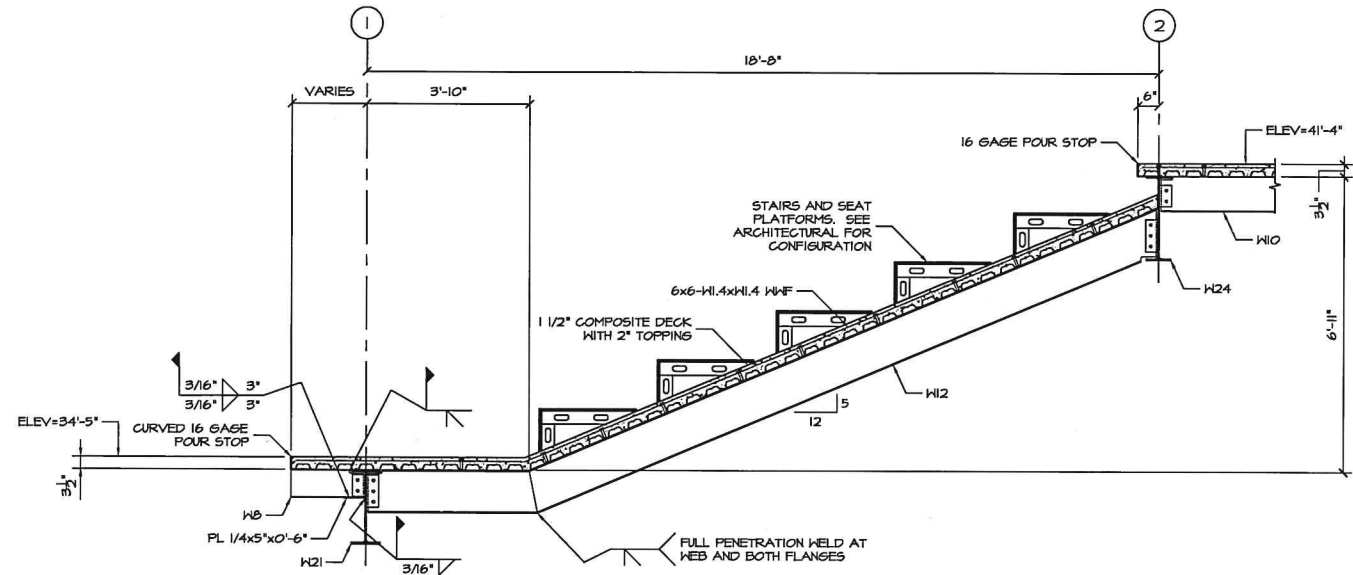 1
2
18'-8"
VARIES
3'-10"
6"
ELEV=41'-4"
16 GAGE POUR STOP
3 1/2"
STAIRS AND SEAT
PLATFORMS. SEE
ARCHITECTURAL FOR
CONFIGURATION
W10
W24
6x6-W1.4xW1.4 WWF
1 1/2" COMPOSITE DECK
WITH 2" TOPPING
6'-11"
3/16" 3"
3/16" 3"
W12
5
12
ELEV=34'-5"
CURVED 16 GAGE
POUR STOP
3 1/2"
W8
PL 1/4x5"x0'-6"
W21
3/16"
FULL PENETRATION WELD AT
WEB AND BOTH FLANGES